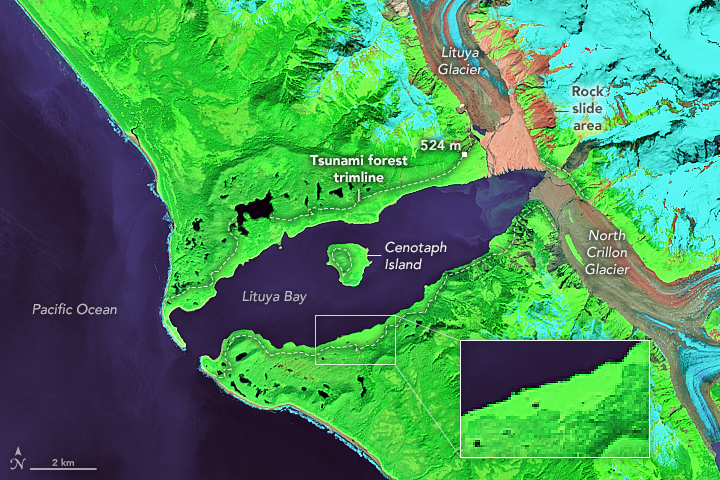 Lituya
Glacier
Rock
slide
area
524 m
Tsunami forest
trimline
Cenotaph
Island
North
Crillon
Glacier
Lituya Bay
Pacific Ocean
N
2 km